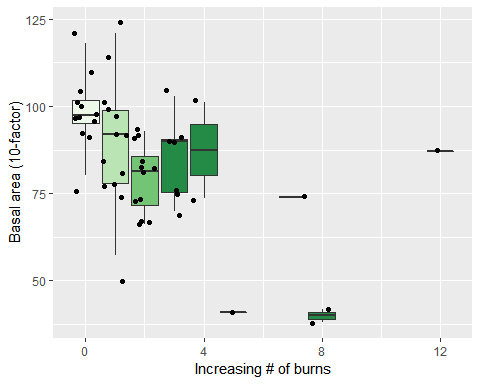 125
100
75
50
Basal area (10-factor)
0 4 8 12
Increasing # of burns